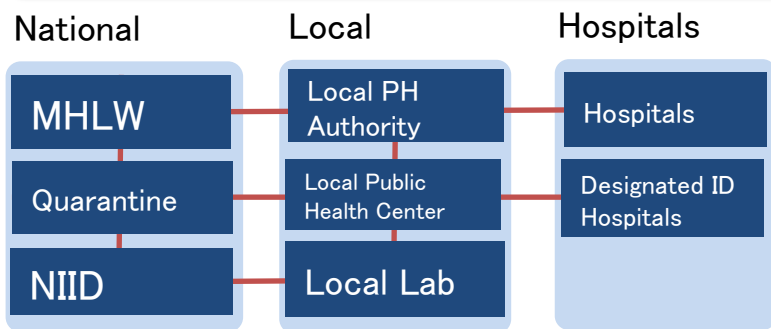 National
Local
Hospitals
MHLW
Local PH
Authority
Hospitals
Quarantine
Local Public
Health Center
Designated ID
Hospitals
NIID
Local Lab